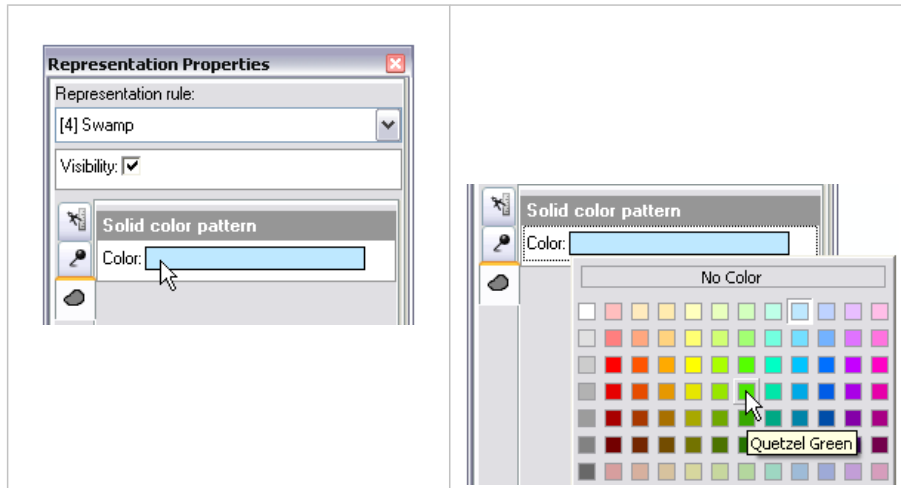 Representation Properties
Representation rule:
[4] Swamp
Visibility:
Solid color pattern
Color:
Solid color pattern
Color:
No Color
Quetzel Green